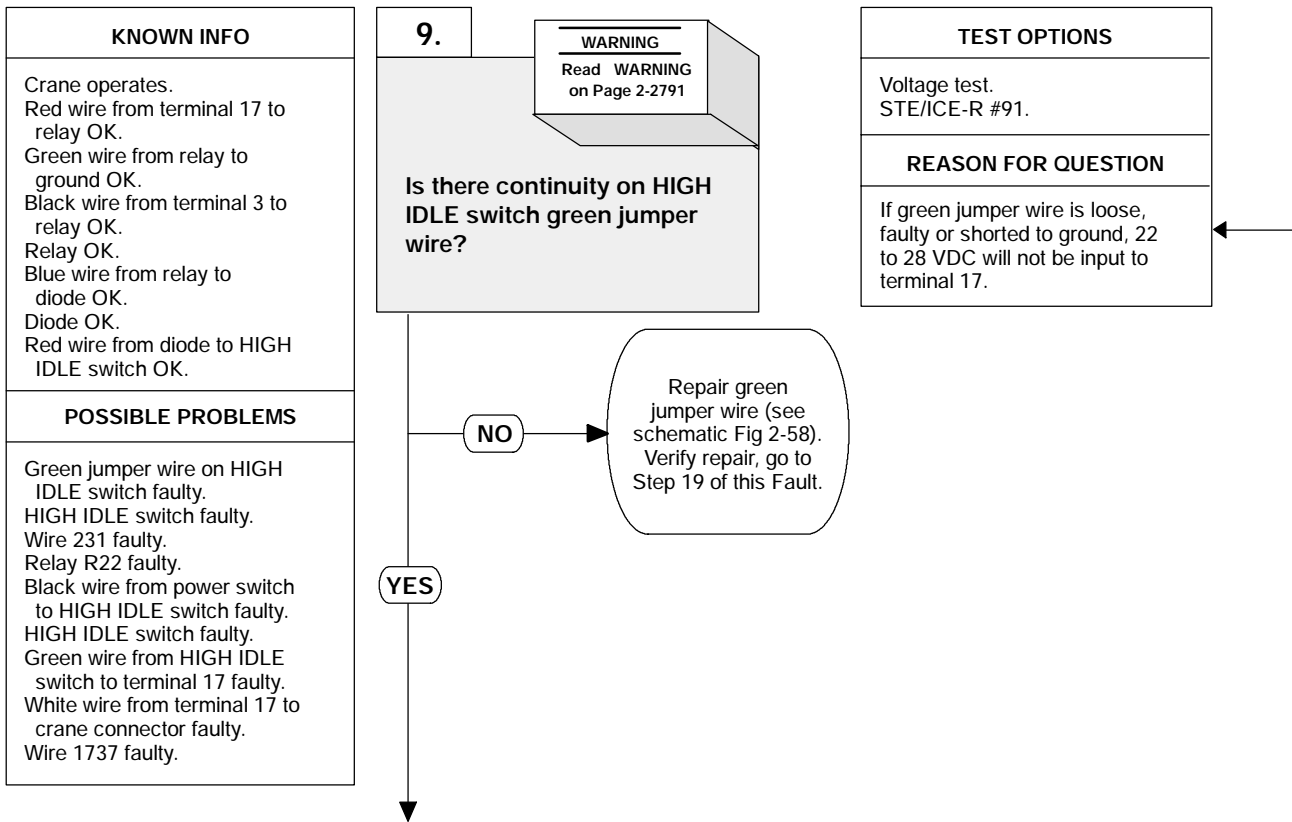 KNOWN INFO
Crane operates.
Red wire from terminal 17 to
relay OK.
Green wire from relay to
ground OK.
Black wire from terminal 3 to
relay OK.
Relay OK.
Blue wire from relay to
diode OK.
Diode OK.
Red wire from diode to HIGH
IDLE switch OK.
POSSIBLE PROBLEMS
Green jumper wire on HIGH
IDLE switch faulty.
HIGH IDLE switch faulty.
Wire 231 faulty.
Relay R22 faulty.
Black wire from power switch
to HIGH IDLE switch faulty.
HIGH IDLE switch faulty.
Green wire from HIGH IDLE
switch to terminal 17 faulty.
White wire from terminal 17 to
crane connector faulty.
Wire 1737 faulty.
9.
WARNING
Read WARNING
on Page 2-2791
Is there continuity on HIGH
IDLE switch green jumper
wire?
NO
Repair green
jumper wire (see
schematic Fig 2-58).
Verify repair, go to
Step 19 of this Fault.
YES
TEST OPTIONS
Voltage test.
STE/ICE-R #91.
REASON FOR QUESTION
If green jumper wire is loose,
faulty or shorted to ground, 22
to 28 VDC will not be input to
terminal 17.